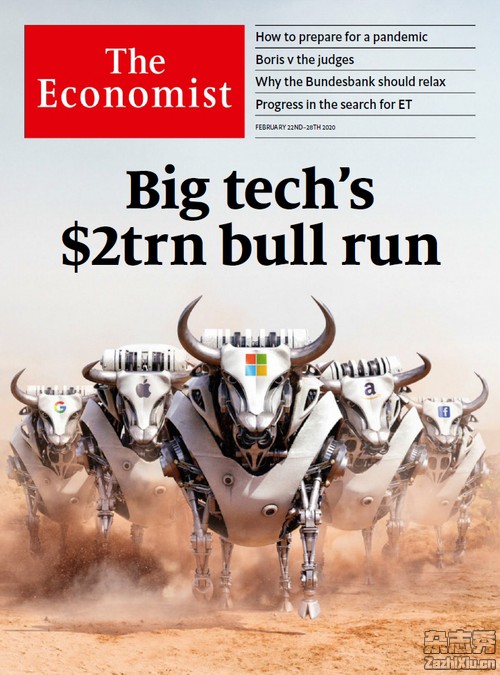 The
Economist
How to prepare for a pandemic
Boris v the judges
Why the Bundesbank should relax
Progress in the search for ET
FEBRUARY 22ND–28TH 2020
Big tech's
$2trn bull run
G
a
f
杂志秀
ZazhiXiu.cn